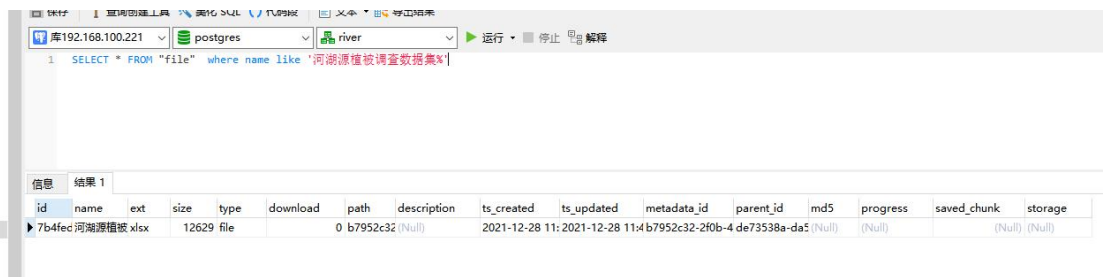 保存 查询创建工具 美化 SQL () 代码段 文本 导出结果
库192.168.100.221 postgres river 运行 停止 解释
1 SELECT * FROM "file" where name like '河湖源植被调查数据集%'
信息 结果 1
id name ext size type download path description ts_created ts_updated metadata_id parent_id md5 progress saved_chunk storage
7b4fed 河湖源植被 xlsx 12629 file 0 b7952c32 (Null) 2021-12-28 11: 2021-12-28 11:4 b7952c32-2f0b-4 de73538a-da5 (Null) (Null) (Null) (Null)